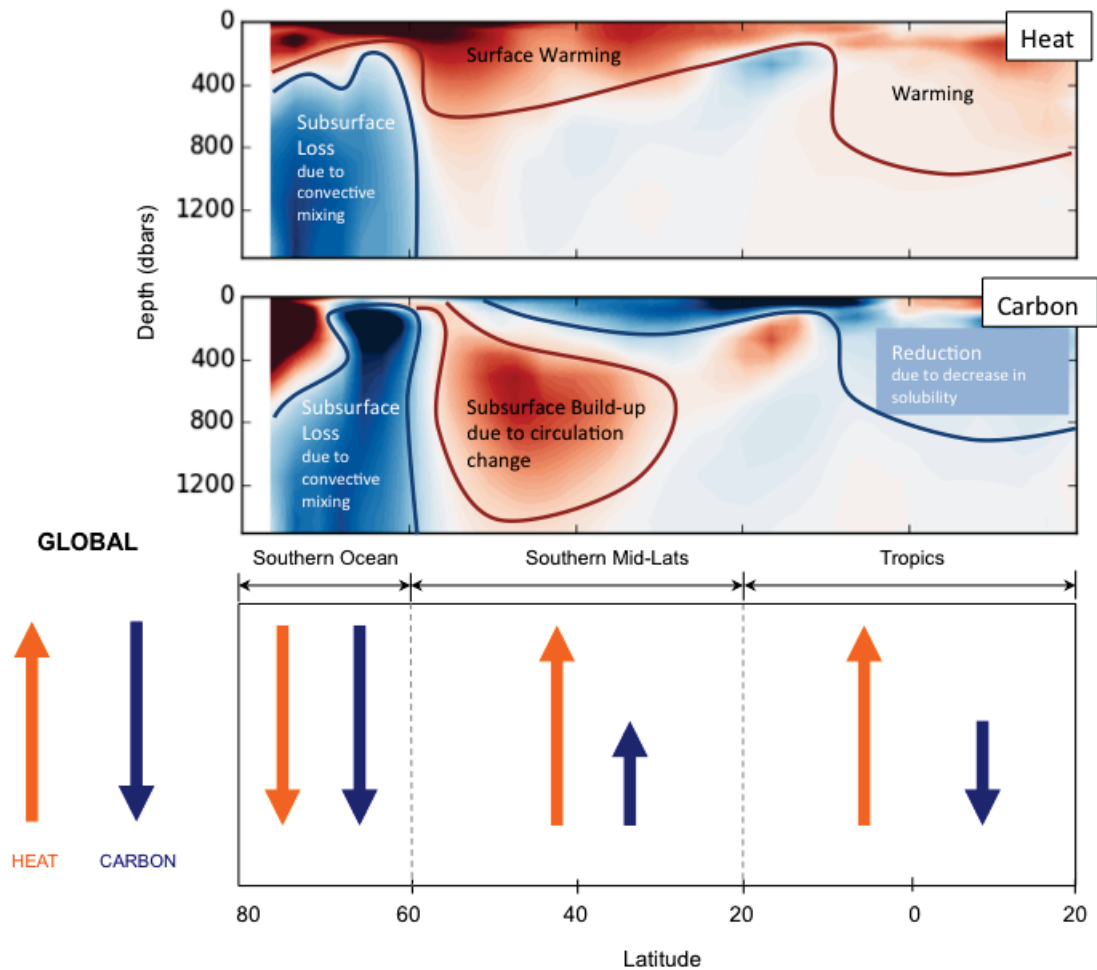 0
400
800
1200
Heat
Surface Warming
Warming
Subsurface
Loss
due to
convective
mixing
Depth (dbars)
0
400
800
1200
Carbon
Reduction
due to decrease in
solubility
Subsurface
Loss
due to
convective
mixing
Subsurface Build-up
due to circulation
change
GLOBAL
Southern Ocean
Southern Mid-Lats
Tropics
HEAT
CARBON
80 60 40 20 0 20
Latitude